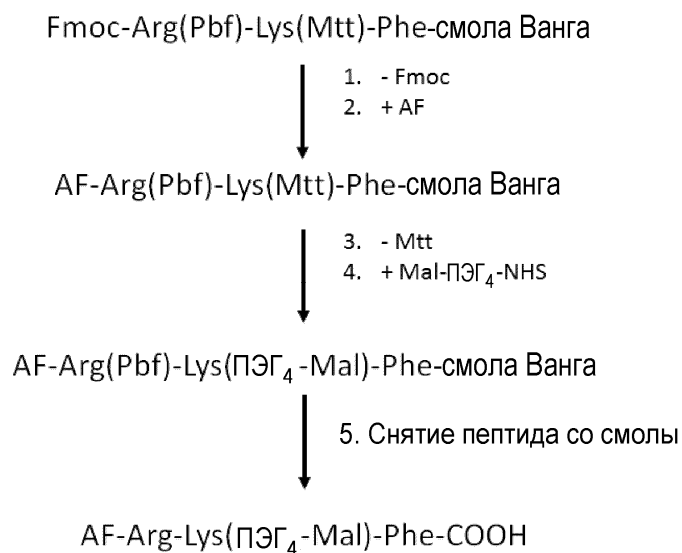 Fmoc-Arg(Pbf)-Lys(Mtt)-Phe-смола Ванга
1. - Fmoc
2. + AF
AF-Arg(Pbf)-Lys(Mtt)-Phe-смола Ванга
3. - Mtt
4. + Mal-ПЭГ₄-NHS
AF-Arg(Pbf)-Lys(ПЭГ₄-Mal)-Phe-смола Ванга
5. Снятие пептида со смолы
AF-Arg-Lys(ПЭГ₄-Mal)-Phe-COOH